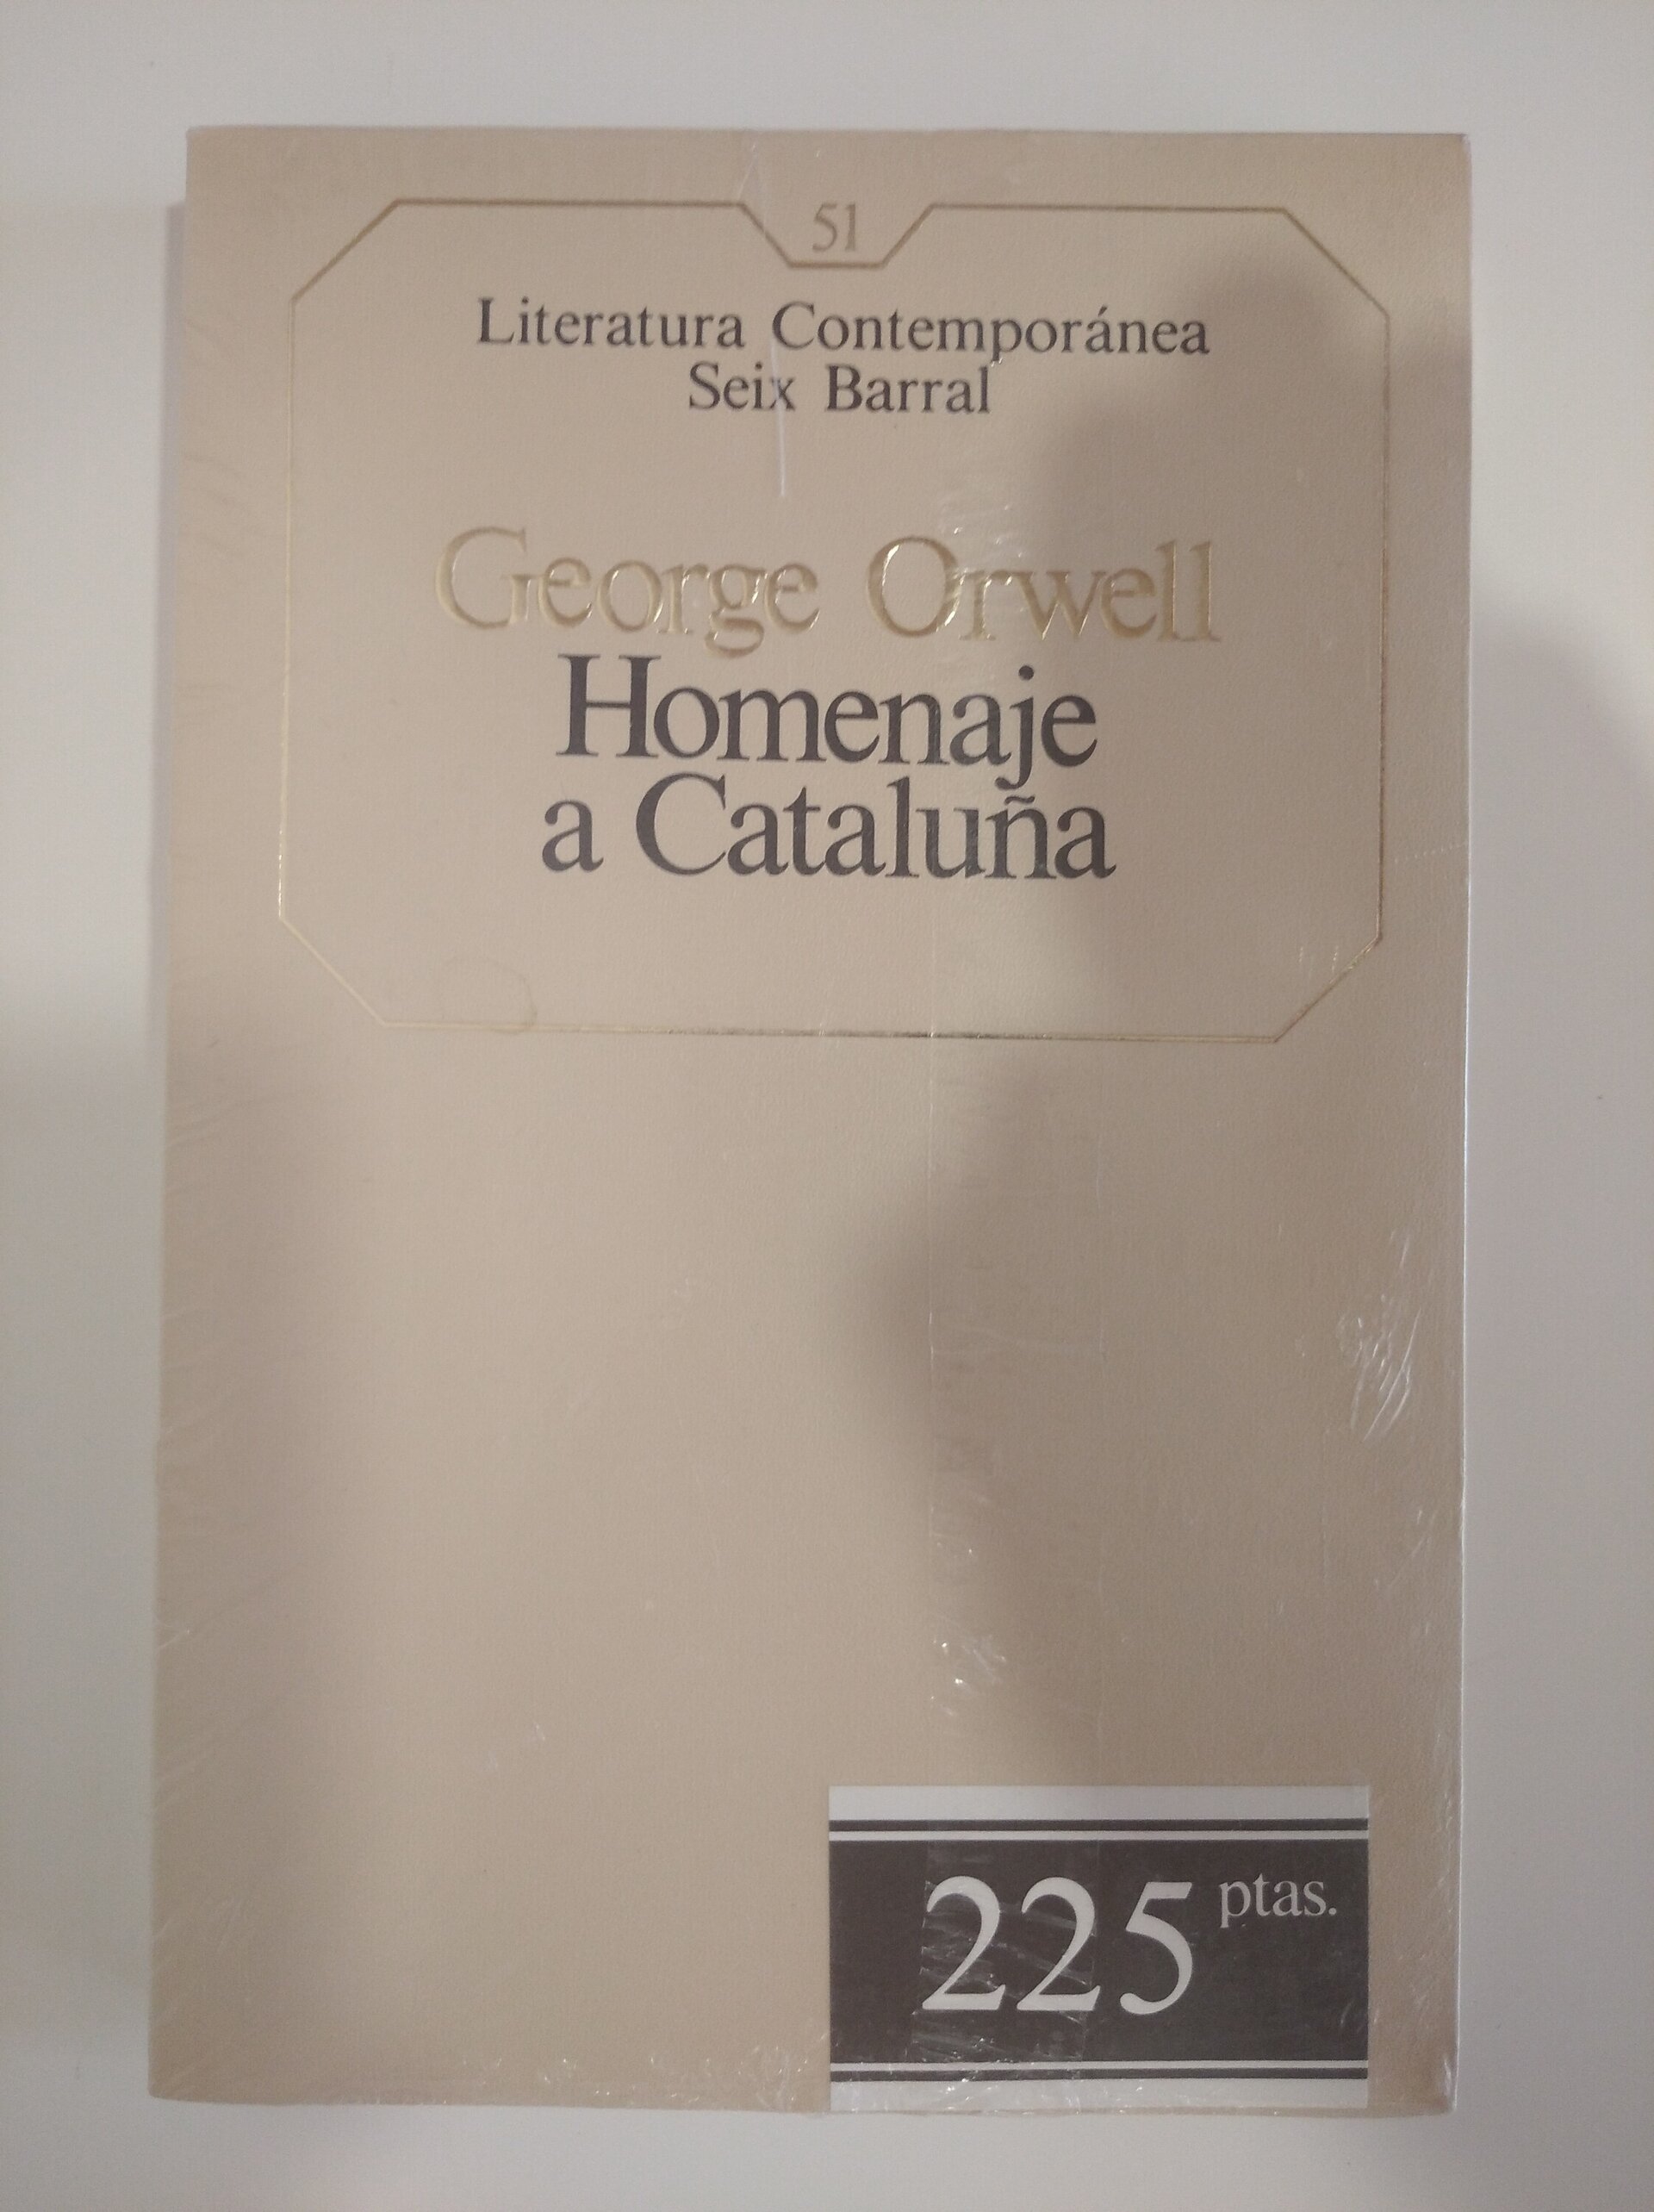 51
Literatura Contemporánea
Seix Barral
George Orwell
Homenaje
a Cataluña
225 ptas.